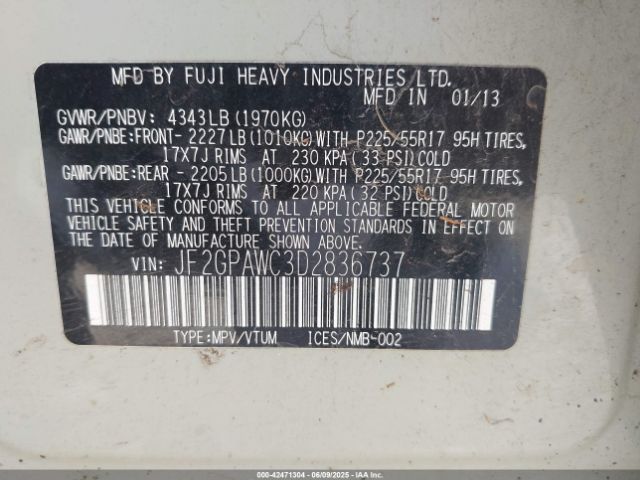 MFD BY FUJI HEAVY INDUSTRIES LTD.
MFD IN 01/13
GVWR/PNBV: 4343LB(1970KG)
GAWR/PNBE:FRONT- 2227LB(1010KG)WITH P225/55R17 95H TIRES,
17X7J RIMS AT 230 KPA(33 PSI)COLD
GAWR/PNBE:REAR - 2205LB(1000KG)WITH P225/55R17 95H TIRES,
17X7J RIMS AT 220 KPA(32 PSI)COLD
THIS VEHICLE CONFORMS TO ALL APPLICABLE FEDERAL MOTOR
VEHICLE SAFETY AND THEFT PREVENTION STANDARDS IN EFFECT
ON THE DATE OF MANUFACTURE SHOWN ABOVE.
VIN: JF2GPAWC3D2836737
TYPE:MPV/VTUM ICES/NMB-002
000-42471304 | 06/09/2025 | IAAI.COM